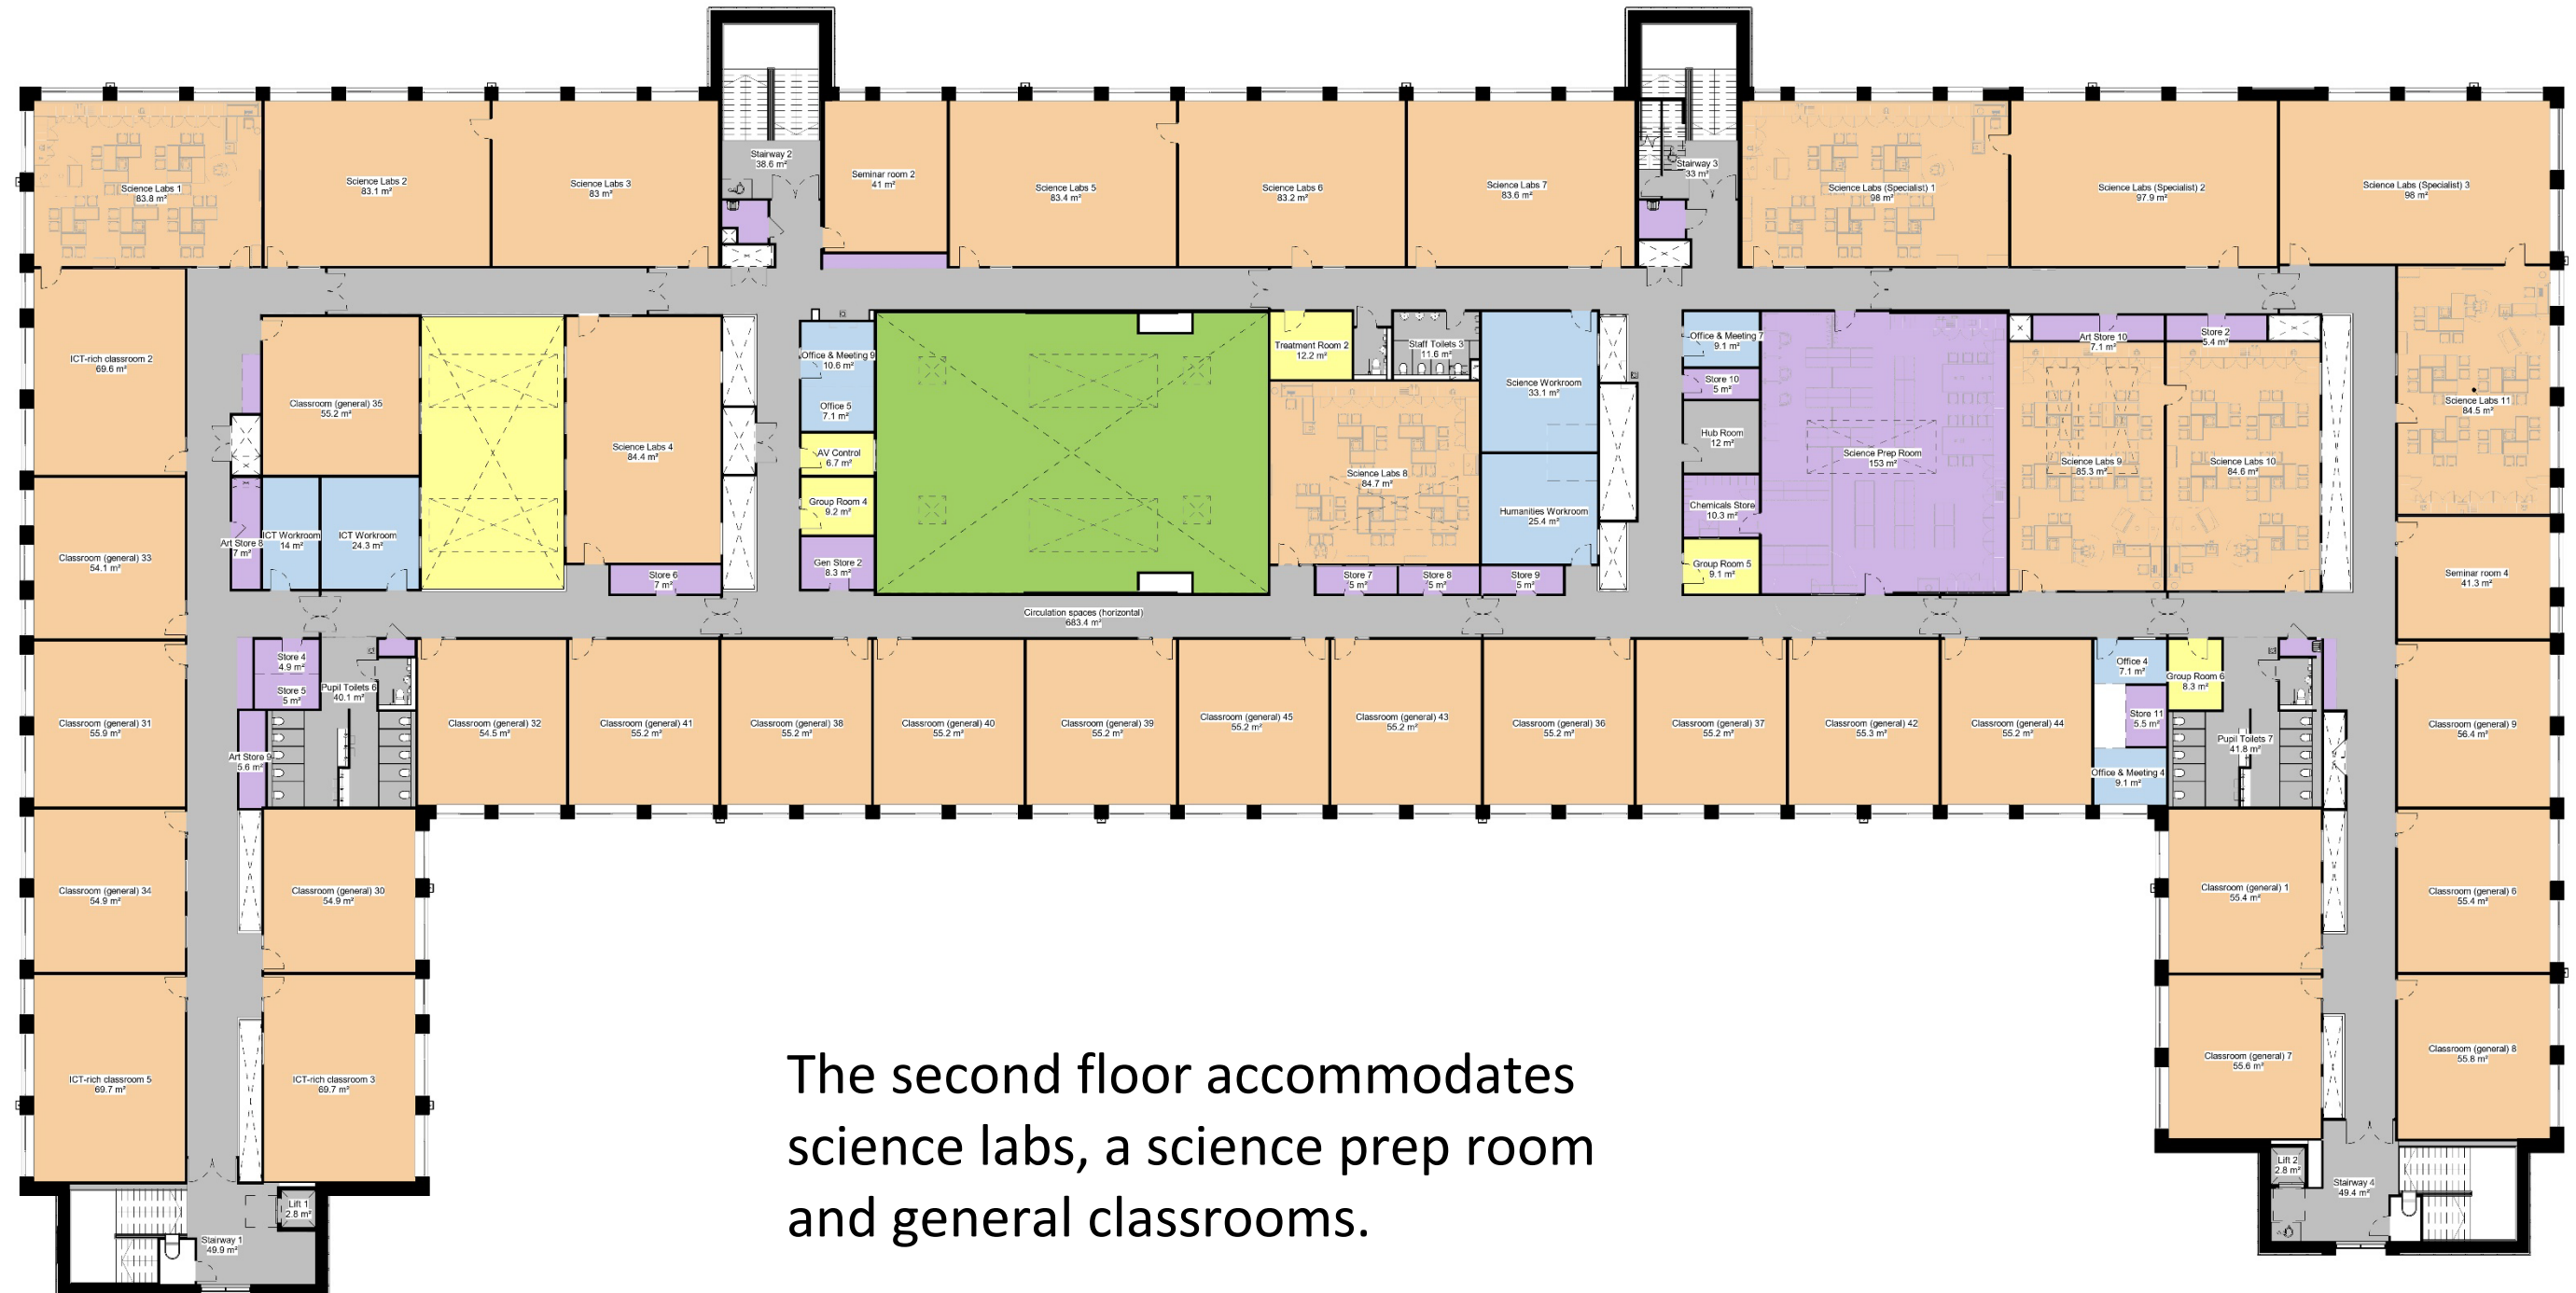 Stairway 2
38.6 m²
Stairway 3
33 m²
Science Labs 1
83.8 m²
Science Labs 2
83.1 m²
Science Labs 3
83 m²
Seminar room 2
41 m²
Science Labs 5
83.4 m²
Science Labs 6
83.2 m²
Science Labs 7
83.6 m²
Science Labs (Specialist) 1
98 m²
Science Labs (Specialist) 2
97.9 m²
Science Labs (Specialist) 3
98 m²
ICT-rich classroom 2
69.6 m²
Classroom (general) 35
55.2 m²
Science Labs 4
84.4 m²
Office & Meeting 9
10.6 m²
Office 5
7.1 m²
AV Control
6.7 m²
Group Room 4
9.2 m²
Gen Store 2
8.3 m²
Treatment Room 2
12.2 m²
Staff Toilets 3
11.6 m²
Science Labs 8
84.7 m²
Science Workroom
33.1 m²
Humanities Workroom
25.4 m²
Office & Meeting 7
9.1 m²
Store 10
5 m²
Hub Room
12 m²
Chemicals Store
10.3 m²
Group Room 5
9.1 m²
Science Prep Room
153 m²
Art Store 10
7.1 m²
Store 2
5.4 m²
Science Labs 9
85.3 m²
Science Labs 10
84.6 m²
Science Labs 11
84.5 m²
Classroom (general) 33
54.1 m²
Art Store 8
7 m²
ICT Workroom
14 m²
ICT Workroom
24.3 m²
Store 6
7 m²
Store 7
5 m²
Store 8
5 m²
Store 9
5 m²
Seminar room 4
41.3 m²
Circulation spaces (horizontal)
683.4 m²
Classroom (general) 31
55.9 m²
Store 4
4.9 m²
Store 5
5 m²
Pupil Toilets 6
40.1 m²
Art Store 9
5.6 m²
Classroom (general) 32
54.5 m²
Classroom (general) 41
55.2 m²
Classroom (general) 38
55.2 m²
Classroom (general) 40
55.2 m²
Classroom (general) 39
55.2 m²
Classroom (general) 45
55.2 m²
Classroom (general) 43
55.2 m²
Classroom (general) 36
55.2 m²
Classroom (general) 37
55.2 m²
Classroom (general) 42
55.3 m²
Classroom (general) 44
55.2 m²
Office 4
7.1 m²
Store 11
5.5 m²
Office & Meeting 4
9.1 m²
Group Room 6
8.3 m²
Pupil Toilets 7
41.8 m²
Classroom (general) 9
56.4 m²
Classroom (general) 34
54.9 m²
Classroom (general) 30
54.9 m²
Classroom (general) 1
55.4 m²
Classroom (general) 6
55.4 m²
ICT-rich classroom 5
69.7 m²
ICT-rich classroom 3
69.7 m²
Classroom (general) 7
55.6 m²
Classroom (general) 8
55.8 m²
The second floor accommodates
science labs, a science prep room
and general classrooms.
Lift 1
2.8 m²
Stairway 1
49.9 m²
Lift 2
2.8 m²
Stairway 4
49.4 m²